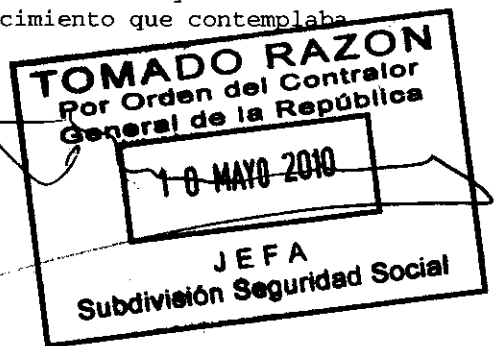 cimiento que contemplaba
TOMADO RAZON
Por Orden del Contralor
General de la República
10 MAYO 2010
JEFA
Subdivisión Seguridad Social